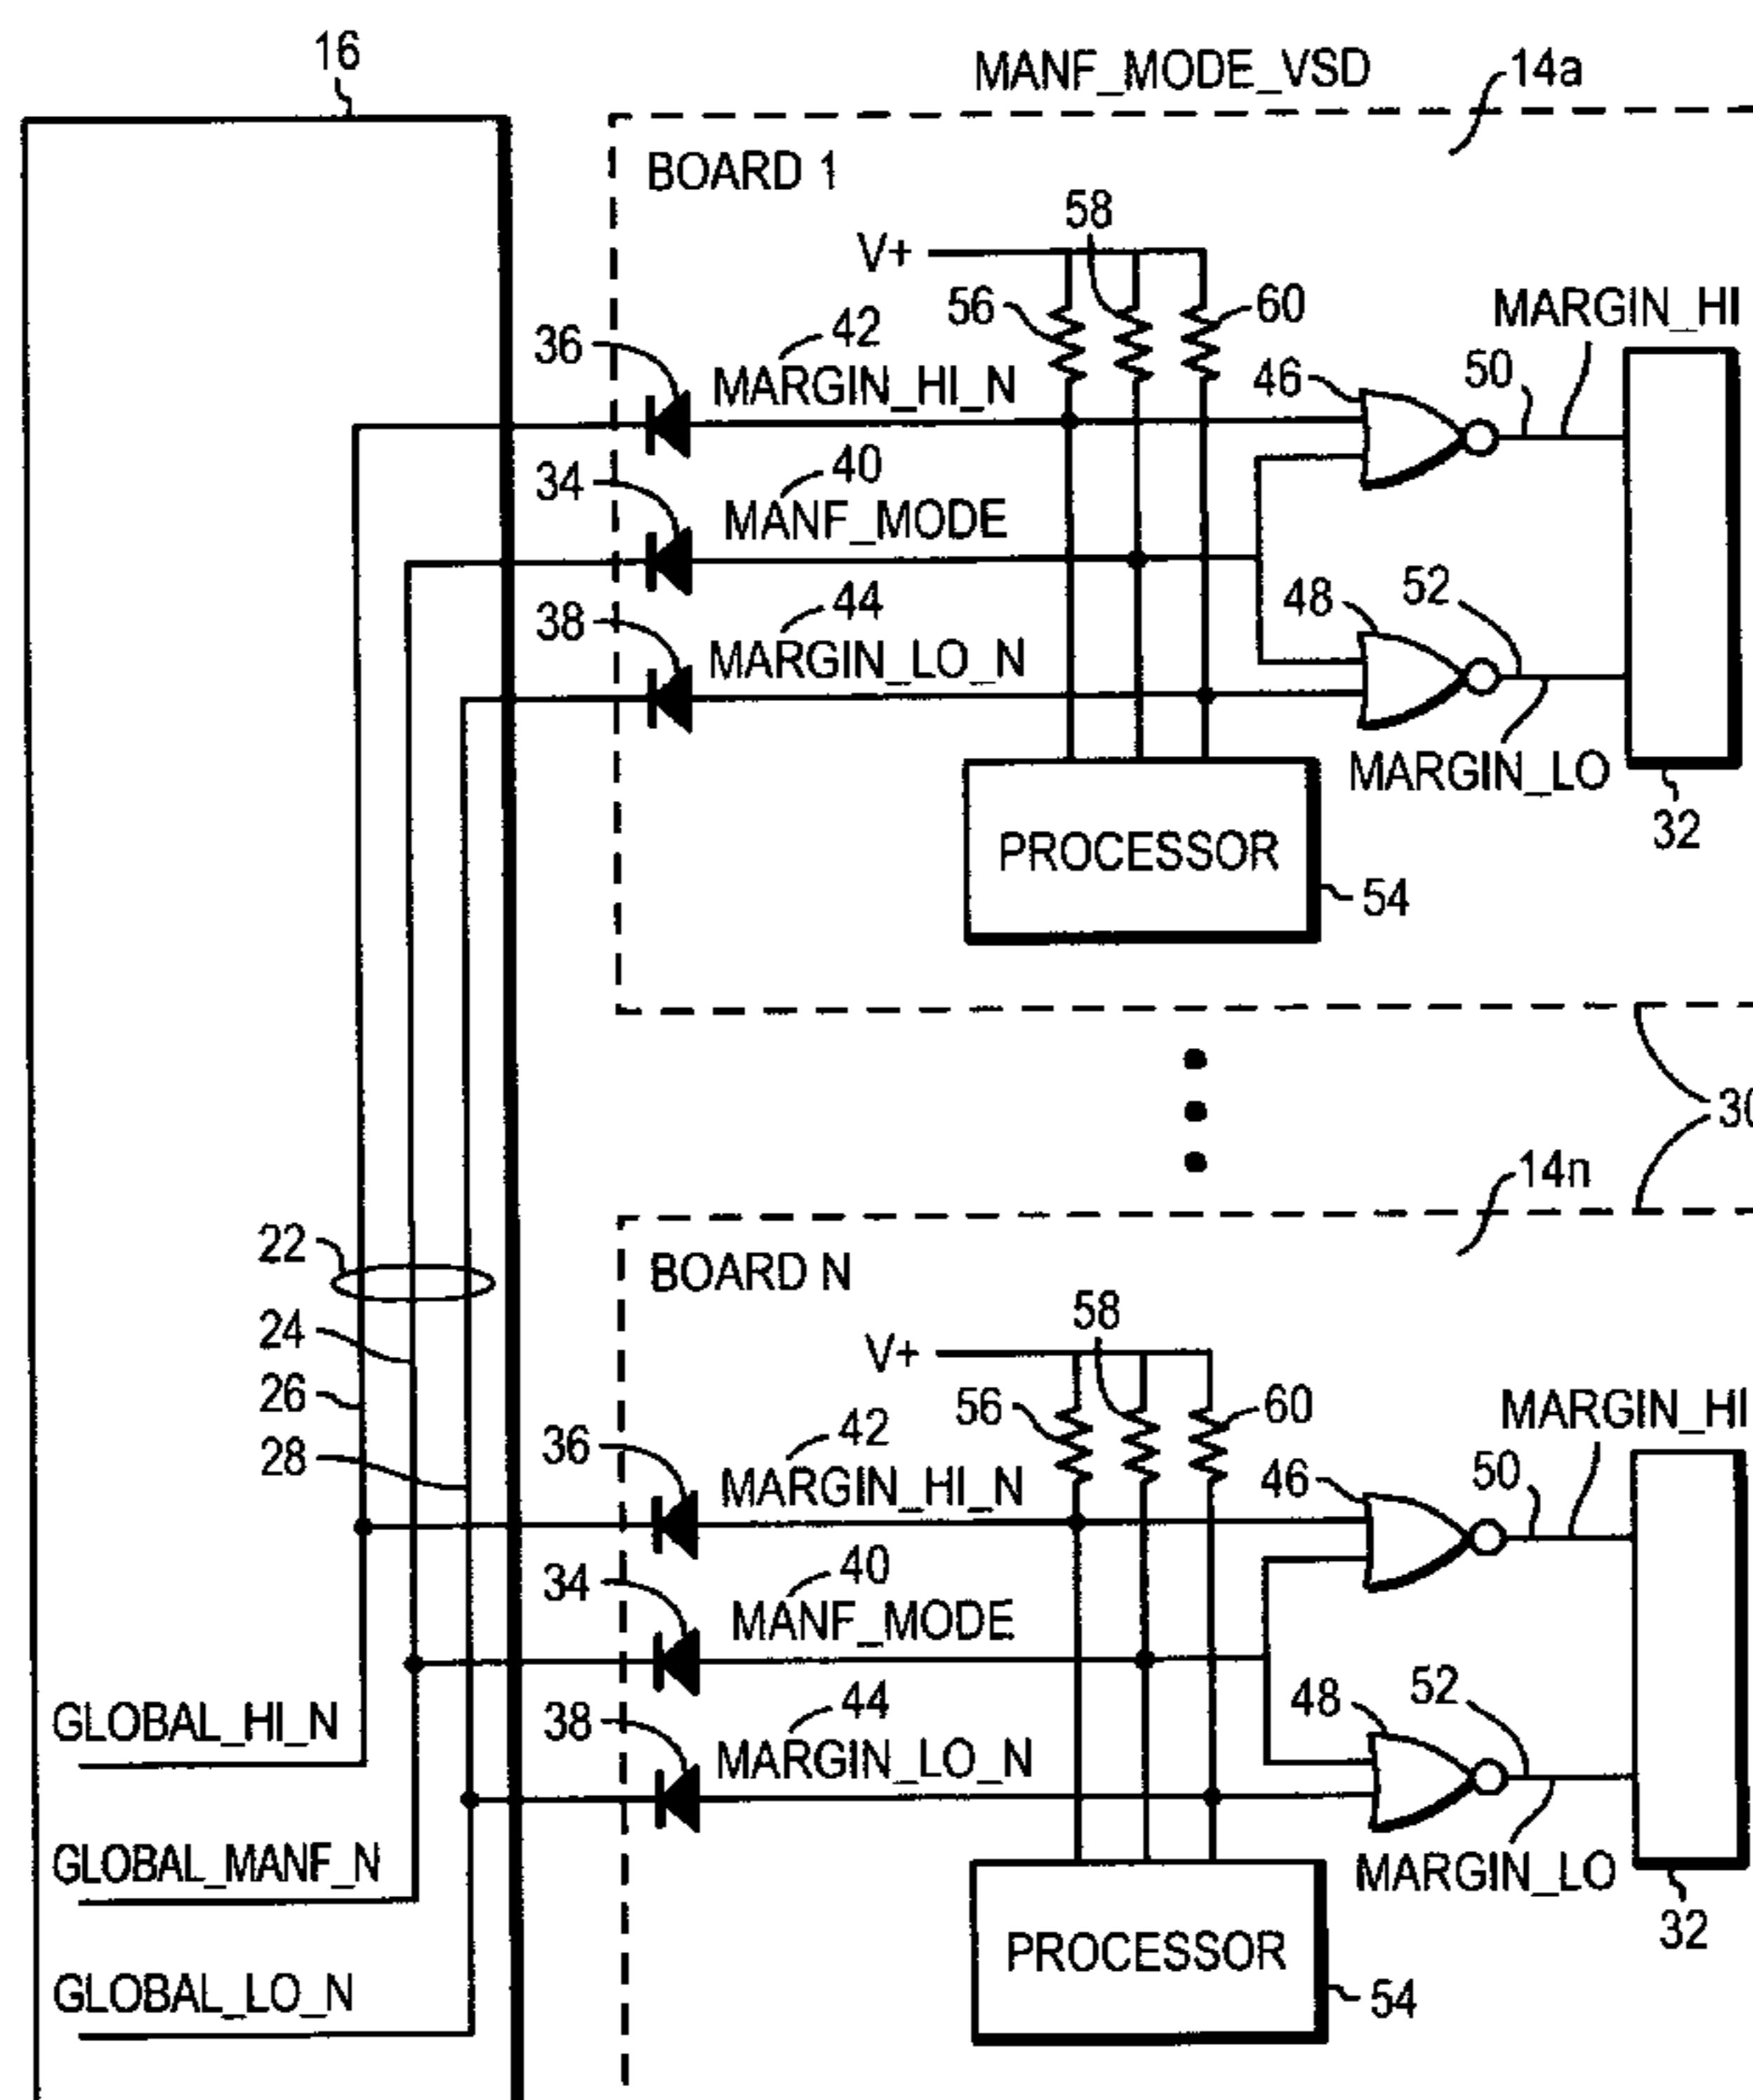 16
MANF_MODE_VSD
14a
BOARD 1
58
V+
56
60
MARGIN_HI
36
42
MARGIN_HI_N
46
50
34
40
MANF_MODE
38
44
MARGIN_LO_N
48
52
MARGIN_LO
32
PROCESSOR
54
30
14n
22
BOARD N
24
58
V+
26
56
60
MARGIN_HI
28
36
42
MARGIN_HI_N
46
50
34
40
MANF_MODE
38
44
48
52
GLOBAL_HI_N
MARGIN_LO_N
GLOBAL_MANF_N
MARGIN_LO
32
PROCESSOR
GLOBAL_LO_N
54